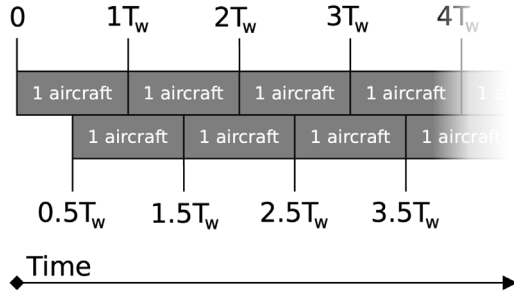 0 1T_w 2T_w 3T_w 4T_w
1 aircraft 1 aircraft 1 aircraft 1 aircraft 1 a
1 aircraft 1 aircraft 1 aircraft 1 aircraft
0.5T_w 1.5T_w 2.5T_w 3.5T_w
Time